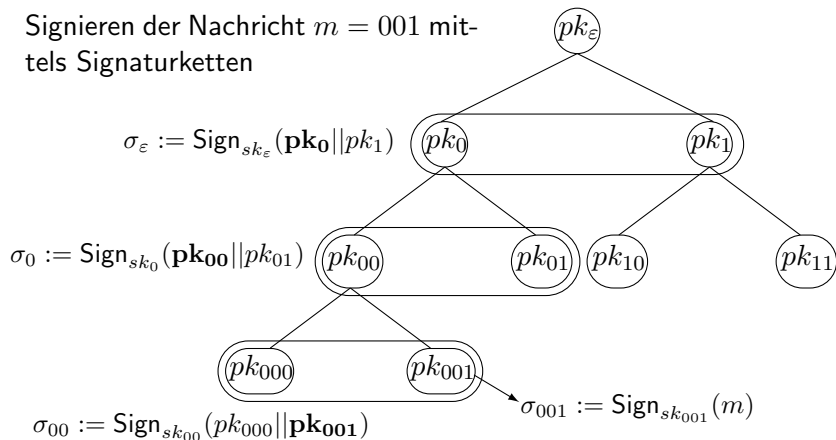 Signieren der Nachricht m = 001 mit-
tels Signaturketten
pk_ε
σ_ε := Sign_{sk_ε}(pk_0||pk_1)
pk_0
pk_1
σ_0 := Sign_{sk_0}(pk_00||pk_01)
pk_00
pk_01
pk_10
pk_11
pk_000
pk_001
σ_00 := Sign_{sk_00}(pk_000||pk_001)
σ_001 := Sign_{sk_001}(m)